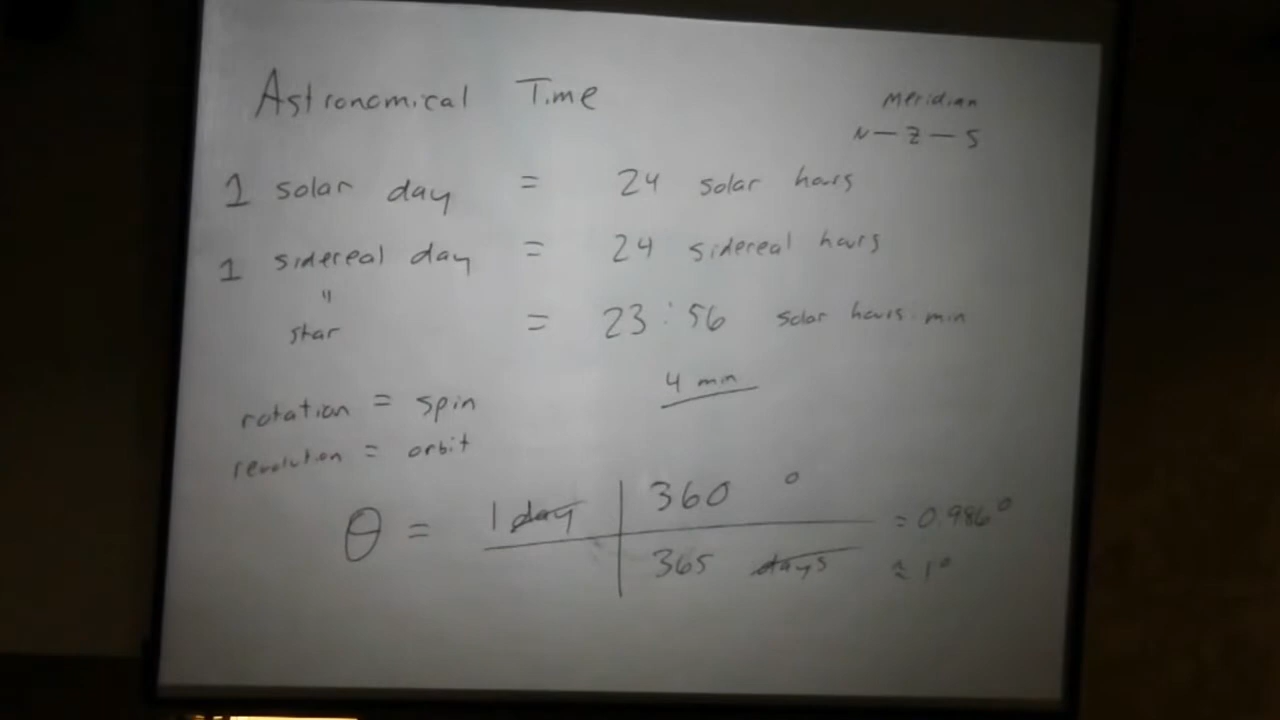 Astronomical Time
Meridian
N – Z – S
1 solar day = 24 solar hours
1 sidereal day = 24 sidereal hours
"
star = 23:56 solar hours:min
4 min
rotation = spin
revolution = orbit
θ = 1 day | 360 ° = 0.986°
365 days ≈ 1°